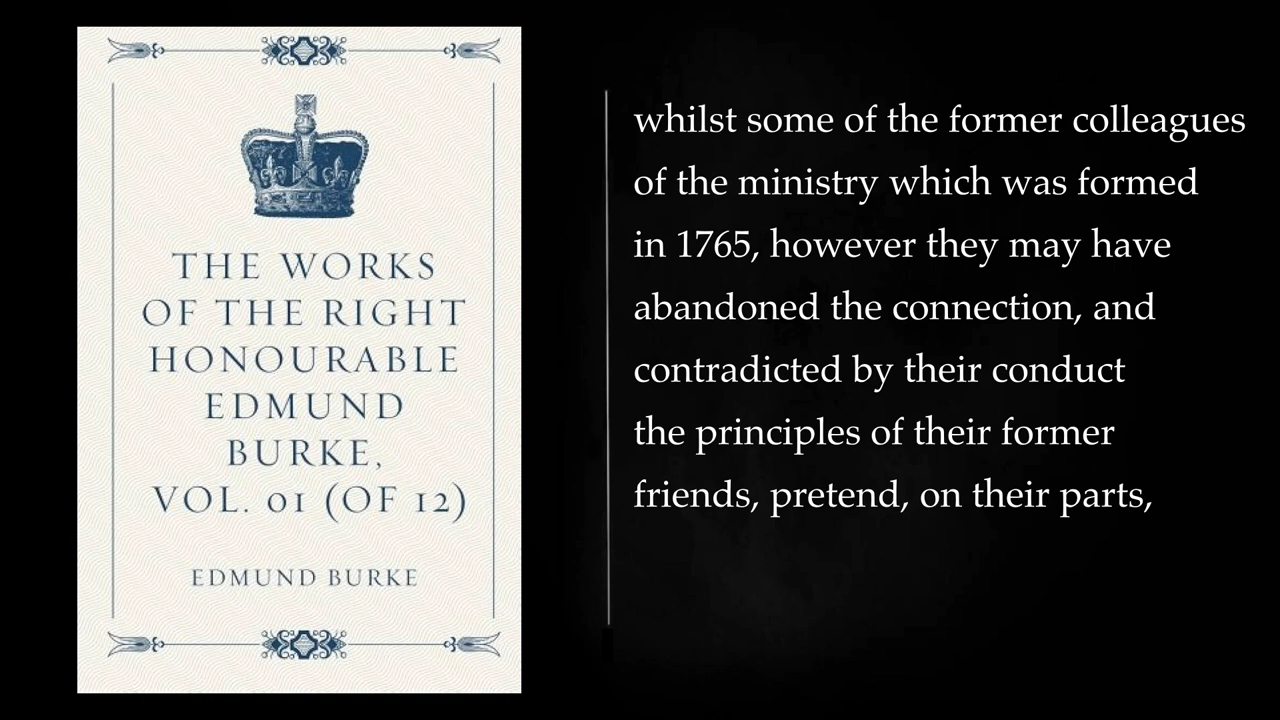 THE WORKS
OF THE RIGHT
HONOURABLE
EDMUND
BURKE,
VOL. 01 (OF 12)
EDMUND BURKE
whilst some of the former colleagues
of the ministry which was formed
in 1765, however they may have
abandoned the connection, and
contradicted by their conduct
the principles of their former
friends, pretend, on their parts,